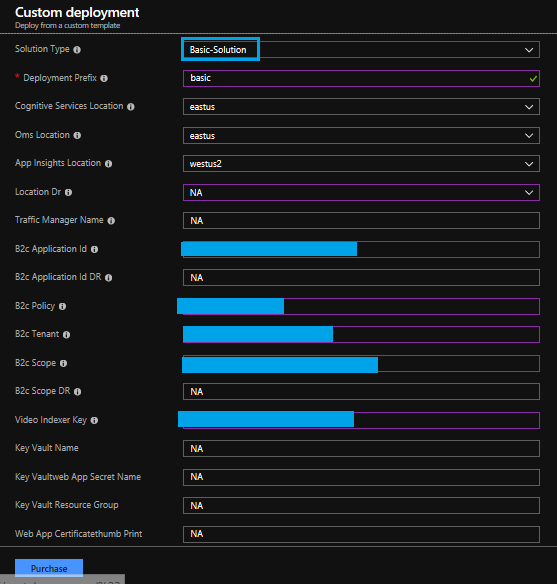 Custom deployment
Deploy from a custom template
Solution Type Basic-Solution
* Deployment Prefix basic
Cognitive Services Location eastus
Oms Location eastus
App Insights Location westus2
Location Dr NA
Traffic Manager Name NA
B2c Application Id
B2c Application Id DR NA
B2c Policy
B2c Tenant
B2c Scope
B2c Scope DR NA
Video Indexer Key
Key Vault Name NA
Key Vaultweb App Secret Name NA
Key Vault Resource Group NA
Web App Certificatethumb Print NA
Purchase